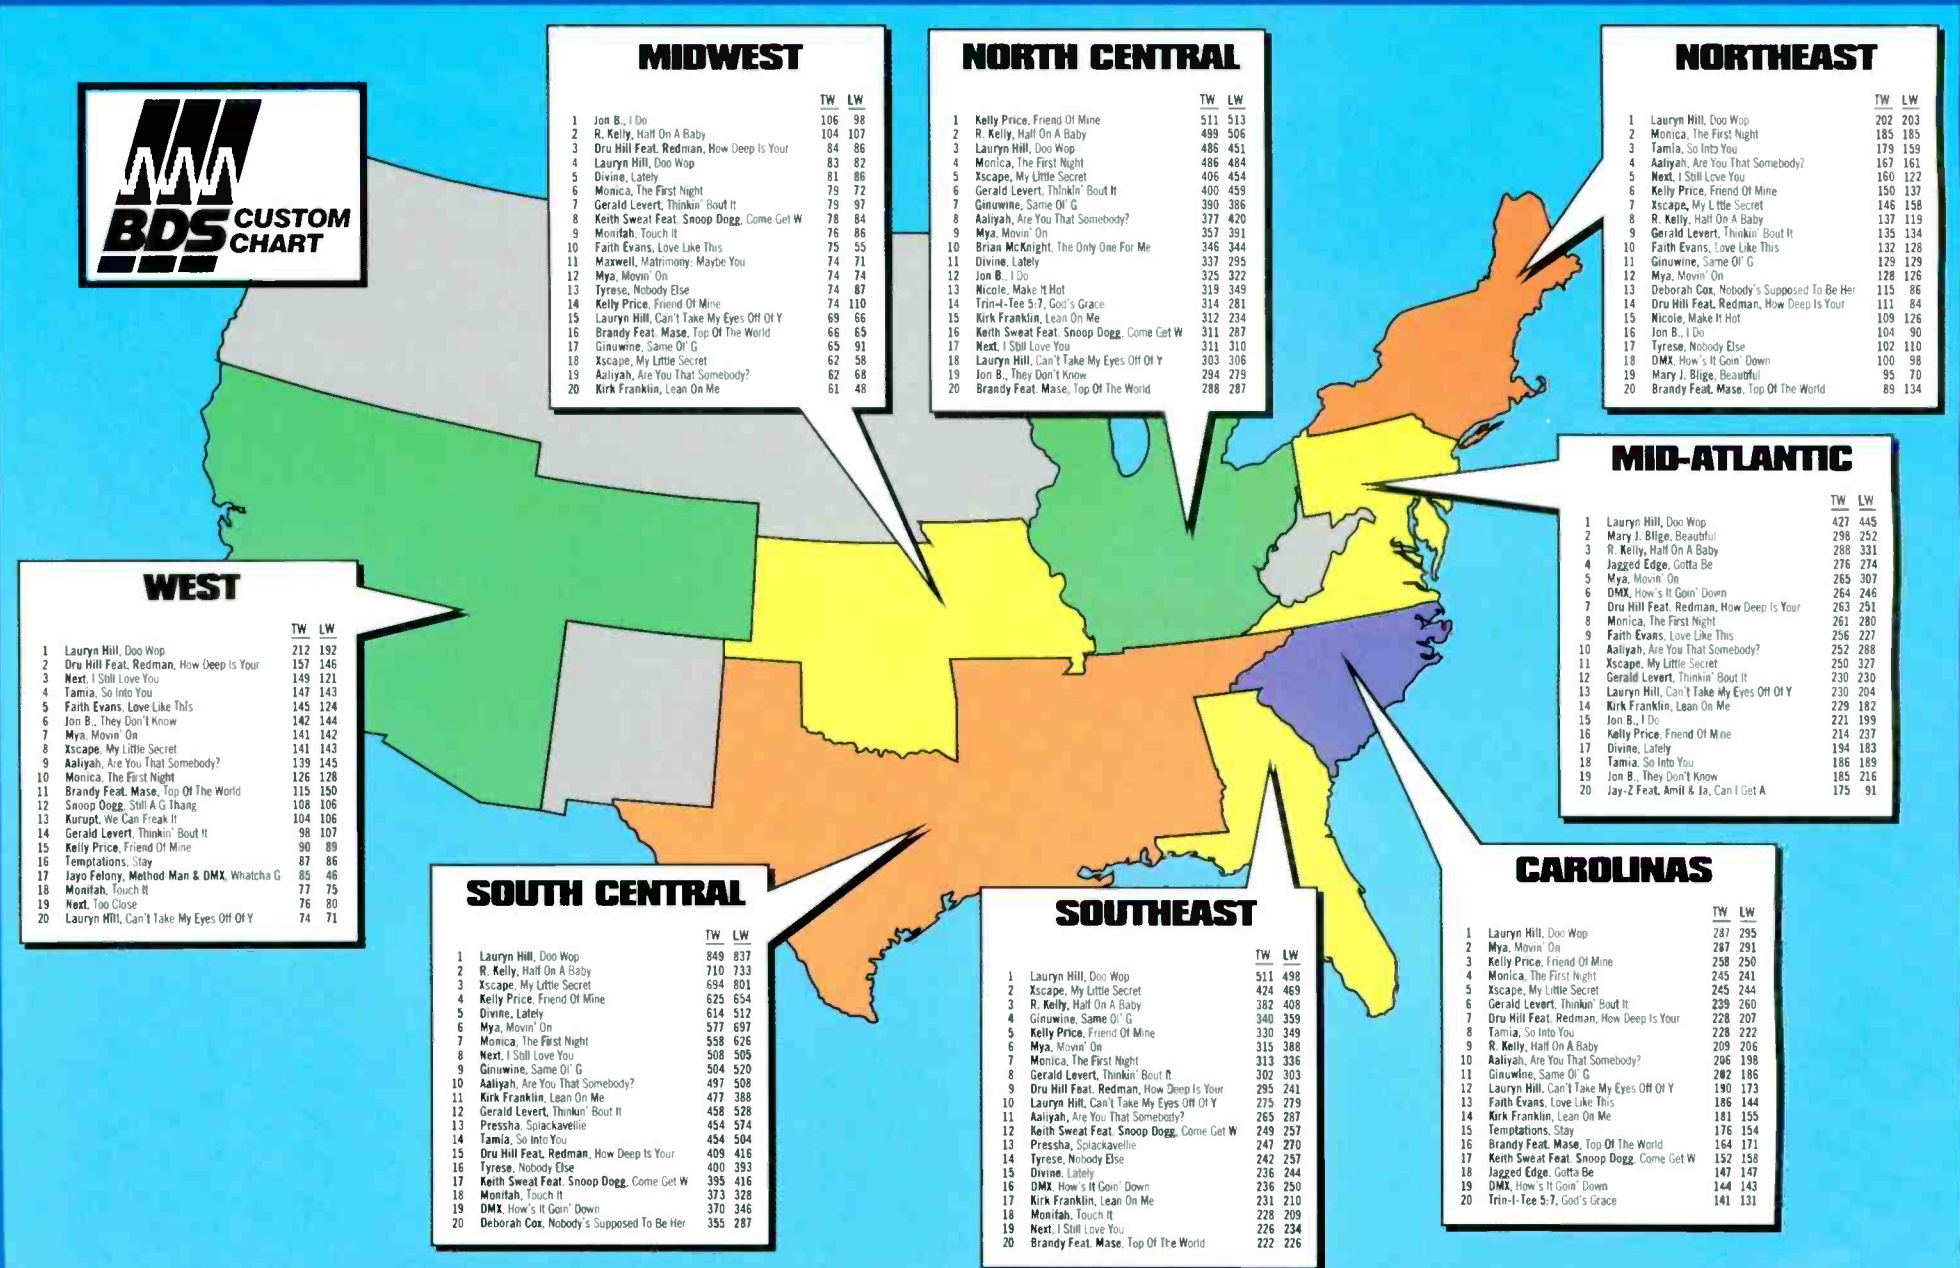 BDS CUSTOM
CHART
MIDWEST
TW LW
1 Jon B., I Do 106 98
2 R. Kelly, Half On A Baby 104 107
3 Dru Hill Feat. Redman, How Deep Is Your 84 86
4 Lauryn Hill, Doo Wop 83 82
5 Divine, Lately 81 86
6 Monica, The First Night 79 72
7 Gerald Levert, Thinkin' Bout It 79 97
8 Keith Sweat Feat. Snoop Dogg, Come Get W 78 84
9 Monifah, Touch It 76 86
10 Faith Evans, Love Like This 75 55
11 Maxwell, Matrimony: Maybe You 74 71
12 Mya, Movin' On 74 74
13 Tyrese, Nobody Else 74 87
14 Kelly Price, Friend Of Mine 74 110
15 Lauryn Hill, Can't Take My Eyes Off Of Y 69 66
16 Brandy Feat. Mase, Top Of The World 66 65
17 Ginuwine, Same Ol' G 65 91
18 Xscape, My Little Secret 62 58
19 Aaliyah, Are You That Somebody? 62 68
20 Kirk Franklin, Lean On Me 61 48
NORTH CENTRAL
TW LW
1 Kelly Price, Friend Of Mine 511 513
2 R. Kelly, Half On A Baby 499 506
3 Lauryn Hill, Doo Wop 486 451
4 Monica, The First Night 486 484
5 Xscape, My Little Secret 406 454
6 Gerald Levert, Thinkin' Bout It 400 459
7 Ginuwine, Same Ol' G 390 386
8 Aaliyah, Are You That Somebody? 377 420
9 Mya, Movin' On 357 391
10 Brian McKnight, The Only One For Me 346 344
11 Divine, Lately 337 295
12 Jon B., I Do 325 322
13 Nicole, Make It Hot 319 349
14 Trin-I-Tee 5:7, God's Grace 314 281
15 Kirk Franklin, Lean On Me 312 234
16 Keith Sweat Feat. Snoop Dogg, Come Get W 311 287
17 Next, I Still Love You 311 310
18 Lauryn Hill, Can't Take My Eyes Off Of Y 303 306
19 Jon B., They Don't Know 294 279
20 Brandy Feat. Mase, Top Of The World 288 287
NORTHEAST
TW LW
1 Lauryn Hill, Doo Wop 202 203
2 Monica, The First Night 185 185
3 Tamia, So Into You 179 159
4 Aaliyah, Are You That Somebody? 167 161
5 Next, I Still Love You 160 122
6 Kelly Price, Friend Of Mine 150 137
7 Xscape, My Little Secret 146 158
8 R. Kelly, Half On A Baby 137 119
9 Gerald Levert, Thinkin' Bout It 135 134
10 Faith Evans, Love Like This 132 128
11 Ginuwine, Same Ol' G 129 129
12 Mya, Movin' On 128 126
13 Deborah Cox, Nobody's Supposed To Be Her 115 86
14 Dru Hill Feat. Redman, How Deep Is Your 111 84
15 Nicole, Make It Hot 109 126
16 Jon B., I Do 104 90
17 Tyrese, Nobody Else 102 110
18 DMX, How's It Goin' Down 100 98
19 Mary J. Blige, Beautiful 95 70
20 Brandy Feat. Mase, Top Of The World 89 134
MID-ATLANTIC
TW LW
1 Lauryn Hill, Doo Wop 427 445
2 Mary J. Blige, Beautiful 298 252
3 R. Kelly, Half On A Baby 288 331
4 Jagged Edge, Gotta Be 276 274
5 Mya, Movin' On 265 307
6 DMX, How's It Goin' Down 264 246
7 Dru Hill Feat. Redman, How Deep Is Your 263 251
8 Monica, The First Night 261 280
9 Faith Evans, Love Like This 256 227
10 Aaliyah, Are You That Somebody? 252 288
11 Xscape, My Little Secret 250 327
12 Gerald Levert, Thinkin' Bout It 230 230
13 Lauryn Hill, Can't Take My Eyes Off Of Y 230 204
14 Kirk Franklin, Lean On Me 229 182
15 Jon B., I Do 221 199
16 Kelly Price, Friend Of Mine 214 237
17 Divine, Lately 194 183
18 Tamia, So Into You 186 189
19 Jon B., They Don't Know 185 216
20 Jay-Z Feat. Amil & Ja, Can I Get A 175 91
WEST
TW LW
1 Lauryn Hill, Doo Wop 212 192
2 Dru Hill Feat. Redman, How Deep Is Your 157 146
3 Next, I Still Love You 149 121
4 Tamia, So Into You 147 143
5 Faith Evans, Love Like This 145 124
6 Jon B., They Don't Know 142 144
7 Mya, Movin' On 141 142
8 Xscape, My Little Secret 141 143
9 Aaliyah, Are You That Somebody? 139 145
10 Monica, The First Night 126 128
11 Brandy Feat. Mase, Top Of The World 115 150
12 Snoop Dogg, Still A G Thang 108 106
13 Kurupt, We Can Freak It 104 106
14 Gerald Levert, Thinkin' Bout It 98 107
15 Kelly Price, Friend Of Mine 90 89
16 Temptations, Stay 87 86
17 Jayo Felony, Method Man & DMX, Whatcha G 85 46
18 Monifah, Touch It 77 75
19 Next, Too Close 76 80
20 Lauryn Hill, Can't Take My Eyes Off Of Y 74 71
SOUTH CENTRAL
TW LW
1 Lauryn Hill, Doo Wop 849 837
2 R. Kelly, Half On A Baby 710 733
3 Xscape, My Little Secret 694 801
4 Kelly Price, Friend Of Mine 625 654
5 Divine, Lately 614 512
6 Mya, Movin' On 577 697
7 Monica, The First Night 558 626
8 Next, I Still Love You 508 505
9 Ginuwine, Same Ol' G 504 520
10 Aaliyah, Are You That Somebody? 497 508
11 Kirk Franklin, Lean On Me 477 388
12 Gerald Levert, Thinkin' Bout It 458 528
13 Pressha, Splackavellie 454 574
14 Tamia, So Into You 454 504
15 Dru Hill Feat. Redman, How Deep Is Your 409 416
16 Tyrese, Nobody Else 400 393
17 Keith Sweat Feat. Snoop Dogg, Come Get W 395 416
18 Monifah, Touch It 373 328
19 DMX, How's It Goin' Down 370 346
20 Deborah Cox, Nobody's Supposed To Be Her 355 287
SOUTHEAST
TW LW
1 Lauryn Hill, Doo Wop 511 498
2 Xscape, My Little Secret 424 469
3 R. Kelly, Half On A Baby 382 408
4 Ginuwine, Same Ol' G 340 359
5 Kelly Price, Friend Of Mine 330 349
6 Mya, Movin' On 315 388
7 Monica, The First Night 313 336
8 Gerald Levert, Thinkin' Bout It 302 303
9 Dru Hill Feat. Redman, How Deep Is Your 295 241
10 Lauryn Hill, Can't Take My Eyes Off Of Y 275 279
11 Aaliyah, Are You That Somebody? 265 287
12 Keith Sweat Feat. Snoop Dogg, Come Get W 249 257
13 Pressha, Splackavellie 247 270
14 Tyrese, Nobody Else 242 257
15 Divine, Lately 236 244
16 DMX, How's It Goin' Down 236 250
17 Kirk Franklin, Lean On Me 231 210
18 Monifah, Touch It 228 209
19 Next, I Still Love You 226 234
20 Brandy Feat. Mase, Top Of The World 222 226
CAROLINAS
TW LW
1 Lauryn Hill, Doo Wop 287 295
2 Mya, Movin' On 287 291
3 Kelly Price, Friend Of Mine 258 250
4 Monica, The First Night 245 241
5 Xscape, My Little Secret 245 244
6 Gerald Levert, Thinkin' Bout It 239 260
7 Dru Hill Feat. Redman, How Deep Is Your 228 207
8 Tamia, So Into You 228 222
9 R. Kelly, Half On A Baby 209 206
10 Aaliyah, Are You That Somebody? 206 198
11 Ginuwine, Same Ol' G 202 186
12 Lauryn Hill, Can't Take My Eyes Off Of Y 190 173
13 Faith Evans, Love Like This 186 144
14 Kirk Franklin, Lean On Me 181 155
15 Temptations, Stay 176 154
16 Brandy Feat. Mase, Top Of The World 164 171
17 Keith Sweat Feat. Snoop Dogg, Come Get W 152 158
18 Jagged Edge, Gotta Be 147 147
19 DMX, How's It Goin' Down 144 143
20 Trin-I-Tee 5:7, God's Grace 141 131